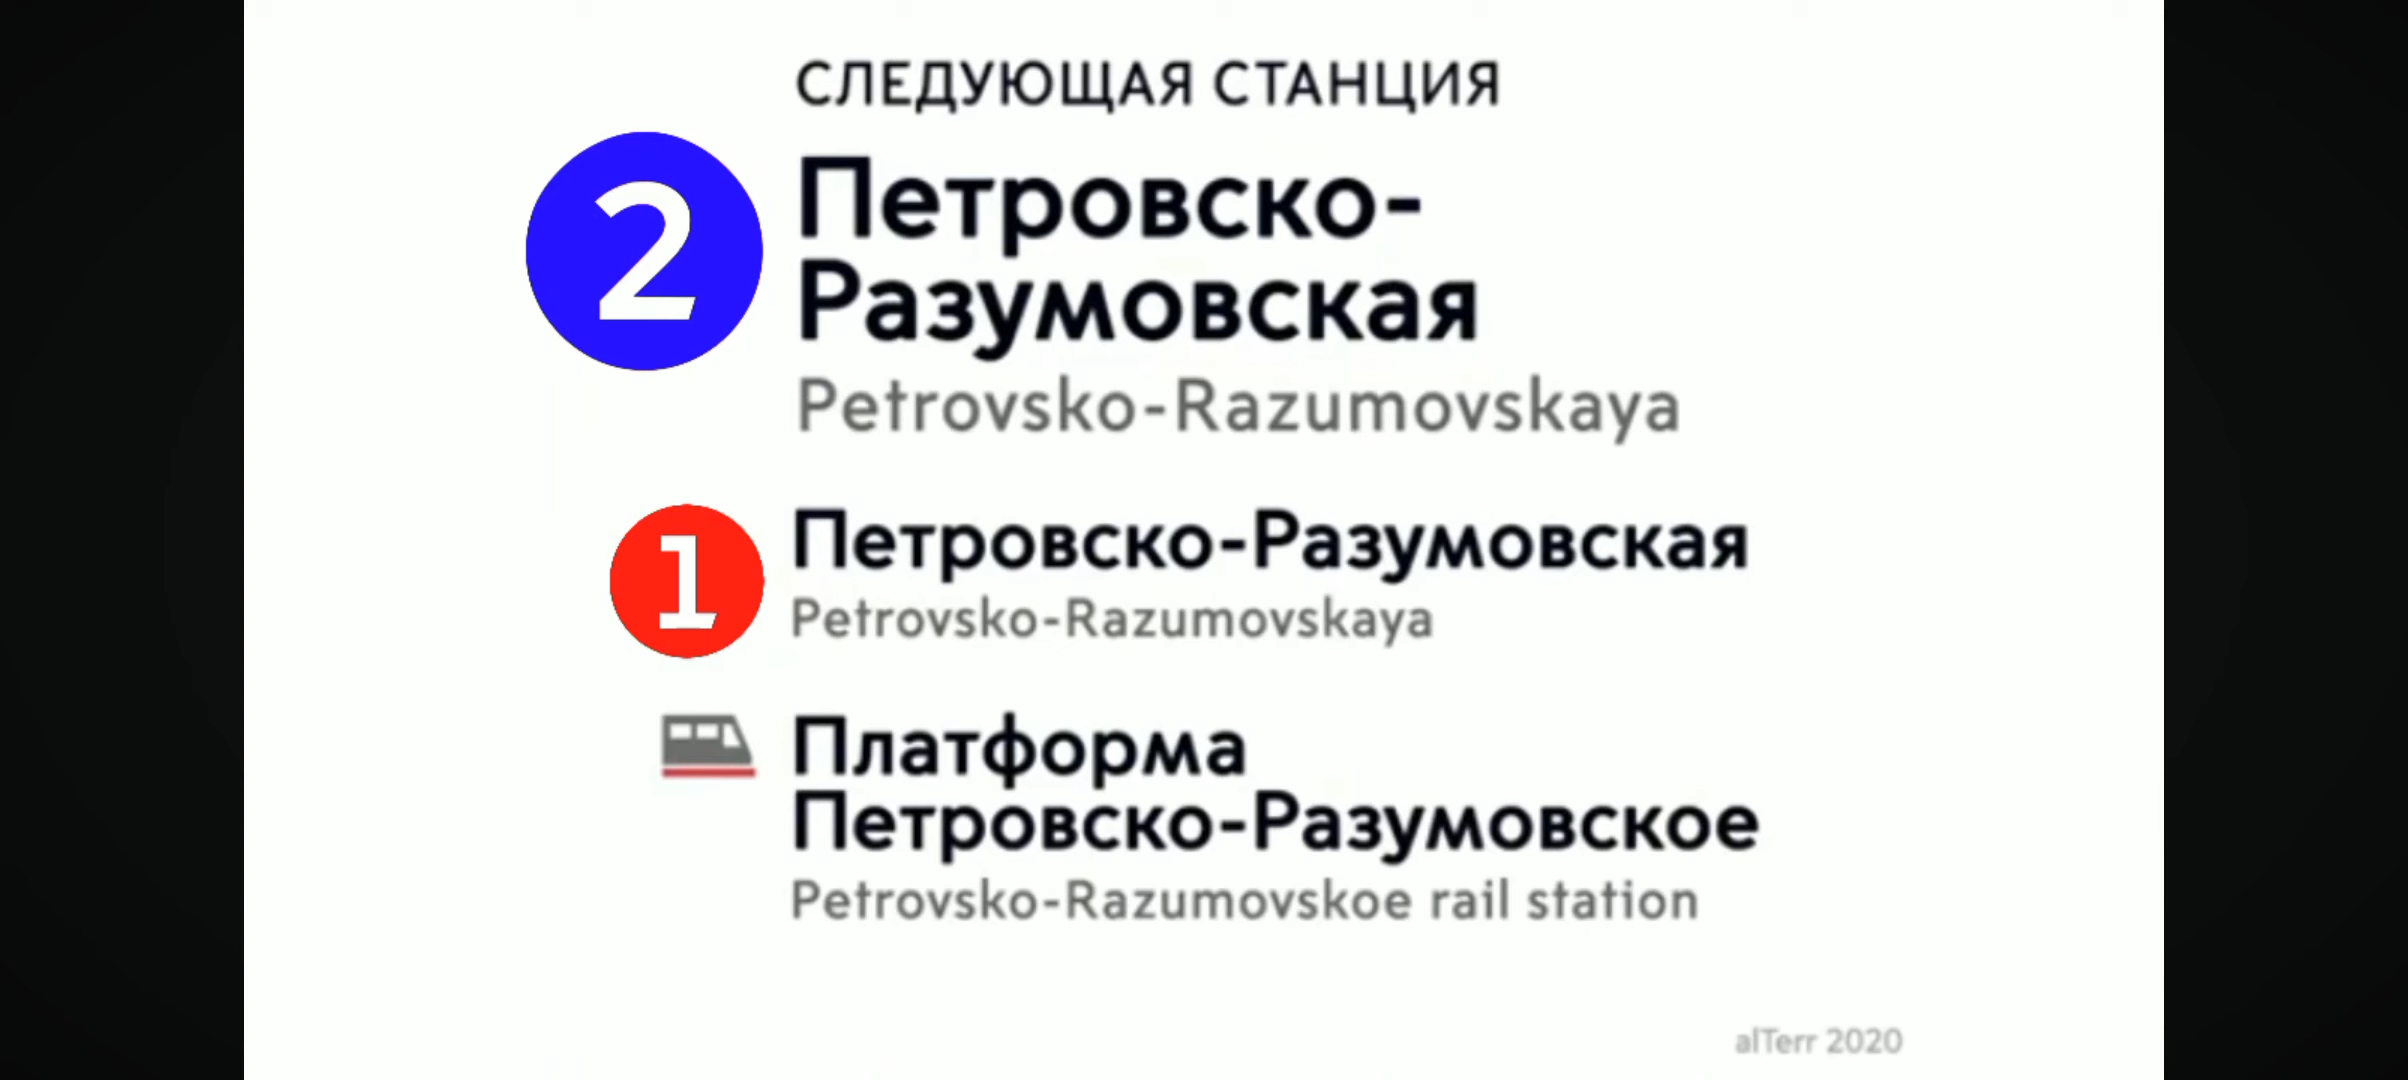 СЛЕДУЮЩАЯ СТАНЦИЯ
2
Петровско-
Разумовская
Petrovsko-Razumovskaya
1
Петровско-Разумовская
Petrovsko-Razumovskaya
Платформа
Петровско-Разумовское
Petrovsko-Razumovskoe rail station
alTerr 2020